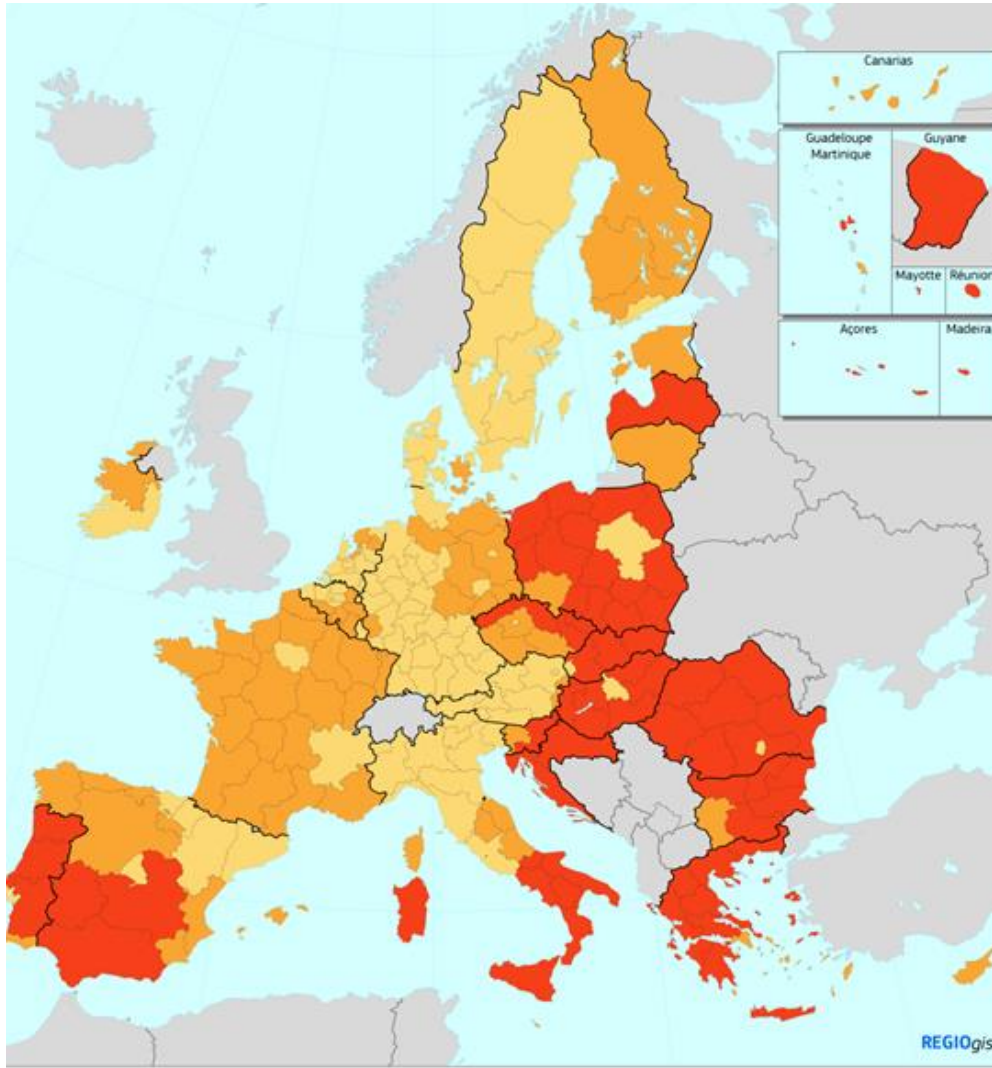 Canarias
Guadeloupe
Martinique
Guyane
Mayotte
Réunion
Açores
Madeira
REGIOgis